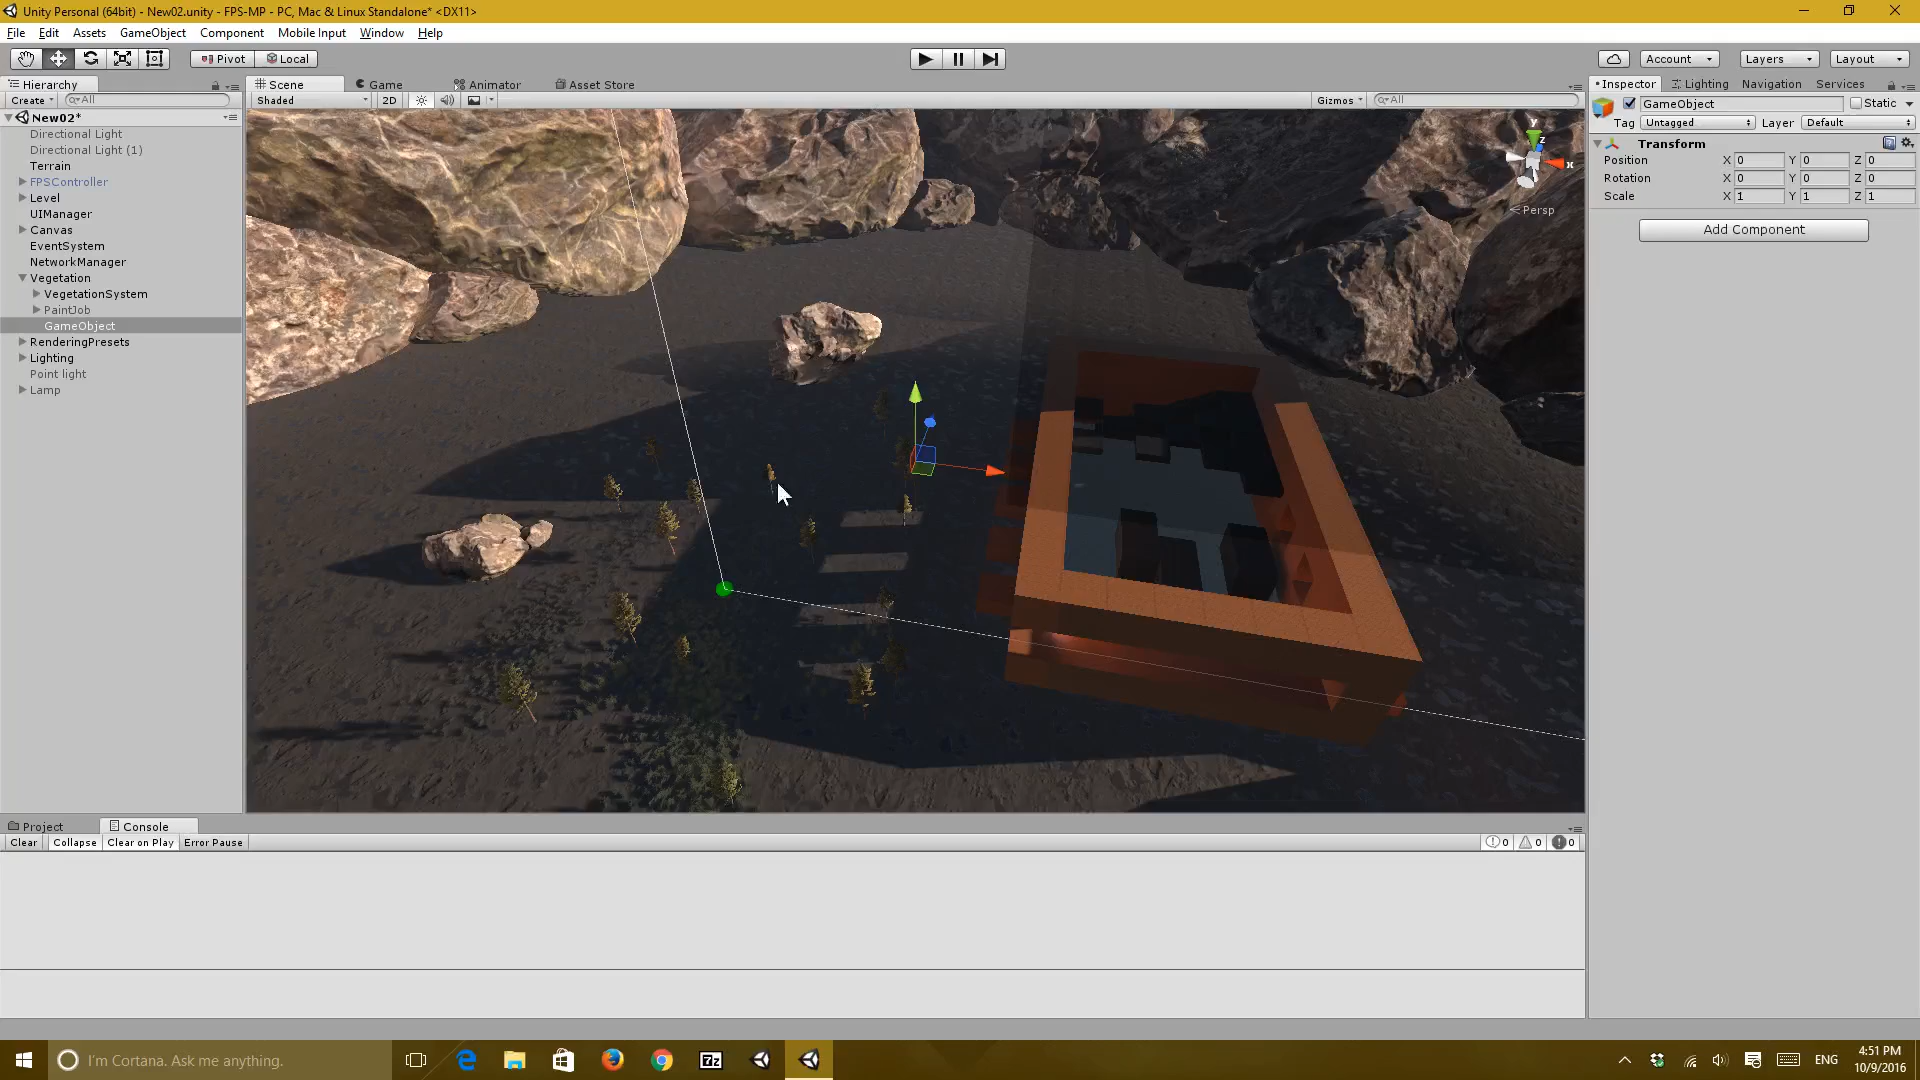 Unity Personal (64bit) - New02.unity - FPS-MP - PC, Mac & Linux Standalone* <DX11>
File Edit Assets GameObject Component Mobile Input Window Help
Pivot Local Account Layers Layout
Hierarchy Scene Game Animator Asset Store Inspector Lighting Navigation Services
Create All Shaded 2D Gizmos All GameObject Static
New02*
Tag Untagged Layer Default
Directional Light
Directional Light (1)
Terrain
FPSController
Level
UIManager
Canvas
EventSystem
NetworkManager
Vegetation
VegetationSystem
PaintJob
GameObject
RenderingPresets
Lighting
Point light
Lamp
Y
Z
X
Persp
Transform
Position X 0 Y 0 Z 0
Rotation X 0 Y 0 Z 0
Scale X 1 Y 1 Z 1
Add Component
Project Console
Clear Collapse Clear on Play Error Pause 0 0 0
I'm Cortana. Ask me anything. 7z ENG 4:51 PM
10/9/2016